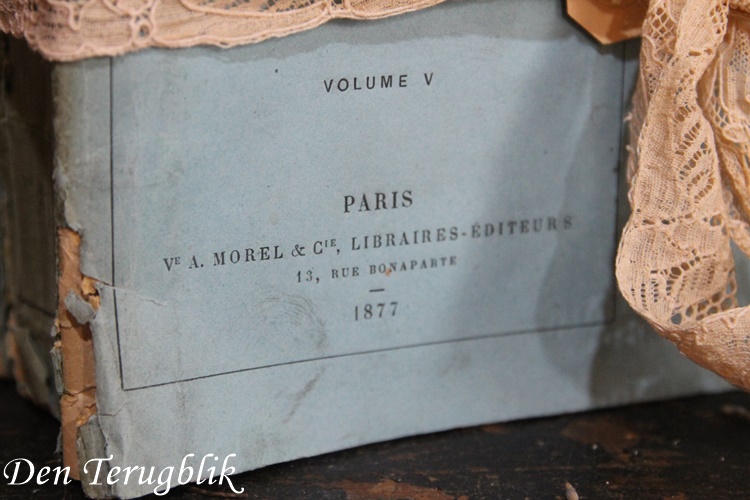 VOLUME V
PARIS
VE A. MOREL & CIE, LIBRAIRES-ÉDITEURS
13, RUE BONAPARTE
1877
Den Terugblik